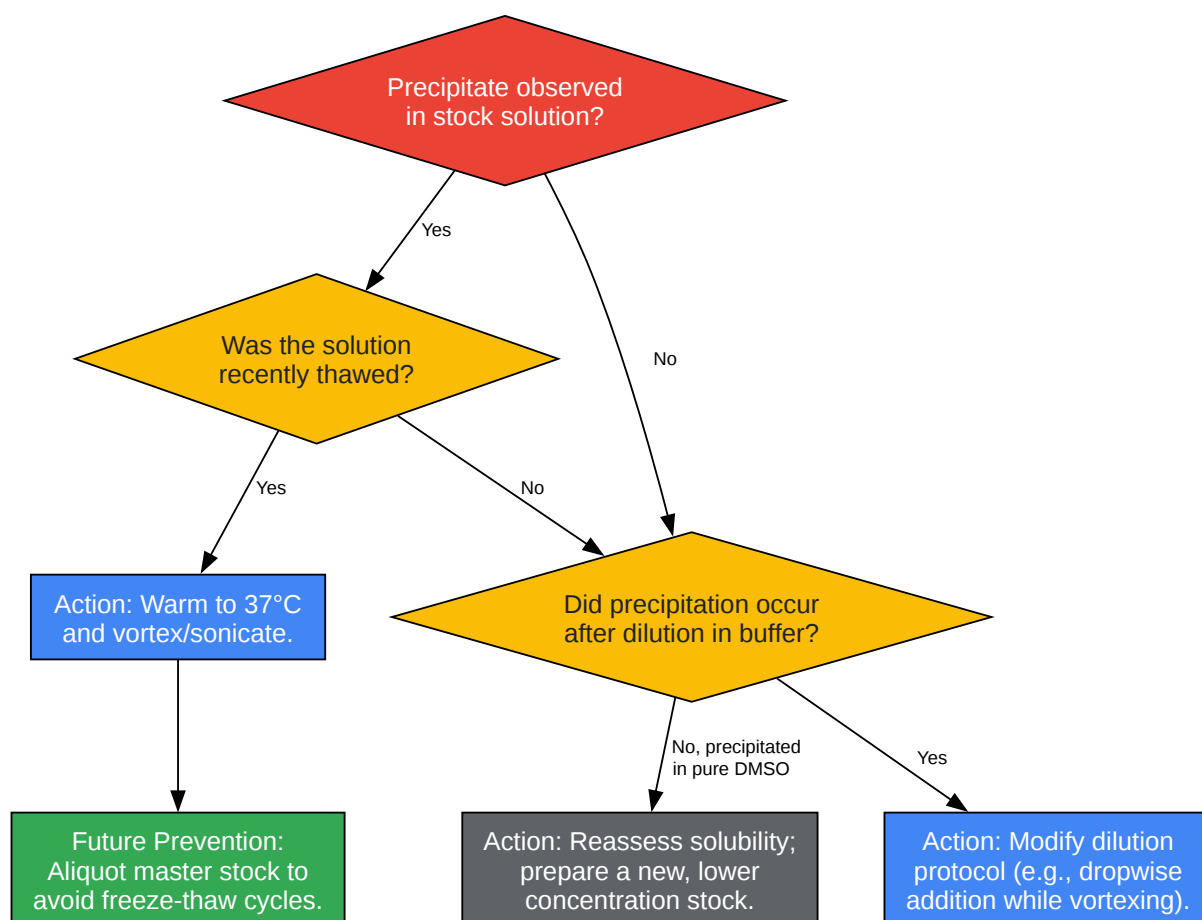 Precipitate observed
in stock solution?
Yes
Was the solution
recently thawed?
No
Yes
No
Action: Warm to 37°C
and vortex/sonicate.
Did precipitation occur
after dilution in buffer?
No, precipitated
in pure DMSO
Yes
Future Prevention:
Aliquot master stock to
avoid freeze-thaw cycles.
Action: Reassess solubility;
prepare a new, lower
concentration stock.
Action: Modify dilution
protocol (e.g., dropwise
addition while vortexing).